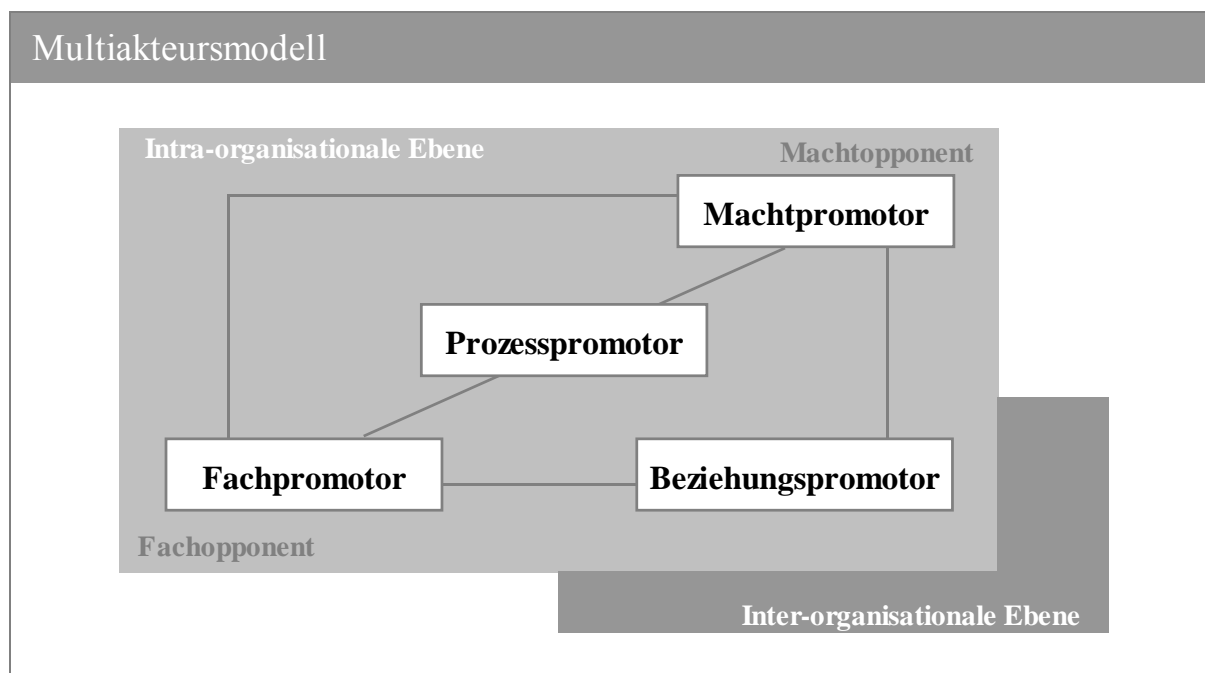 Multiakteursmodell
Intra-organisationale Ebene
Machtopponent
Machtpromotor
Prozesspromotor
Fachpromotor
Beziehungspromotor
Fachopponent
Inter-organisationale Ebene